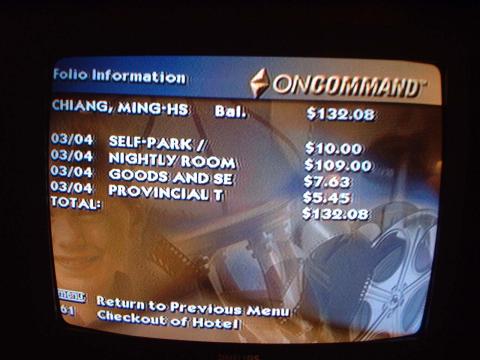 Folio Information
ONCOMMAND
CHIANG, MING-HS Bal. $132.08
03/04 SELF-PARK / $10.00
03/04 NIGHTLY ROOM $109.00
03/04 GOODS AND SE $7.63
03/04 PROVINCIAL T $5.45
TOTAL: $132.08
menu Return to Previous Menu
61 Checkout of Hotel